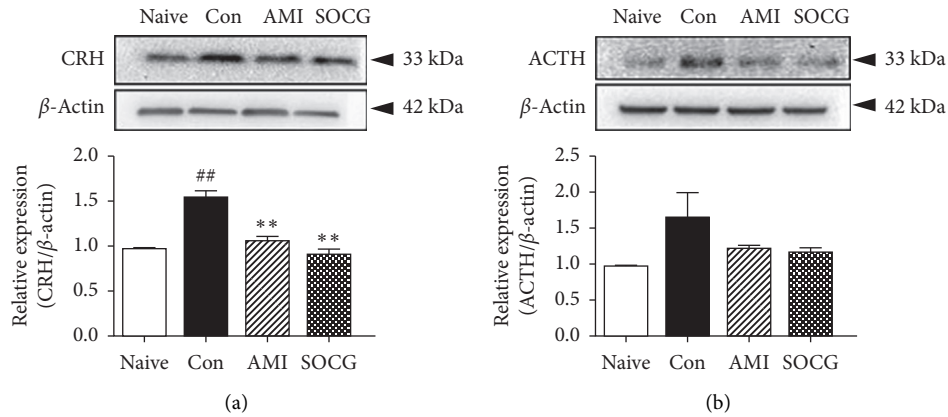 Naive Con AMI SOCG
CRH 33 kDa
β-Actin 42 kDa
Relative expression
(CRH/β-actin)
2.0
1.5
1.0
0.5
0.0
##
**
**
Naive Con AMI SOCG
(a)
Naive Con AMI SOCG
ACTH 33 kDa
β-Actin 42 kDa
Relative expression
(ACTH/β-actin)
2.5
2.0
1.5
1.0
0.5
0.0
Naive Con AMI SOCG
(b)